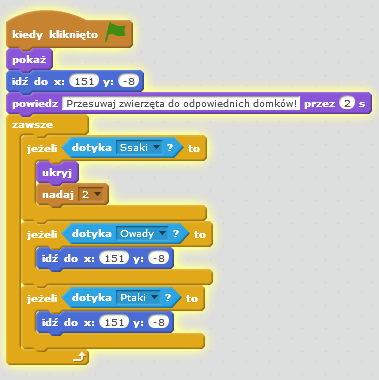 kiedy kliknięto
pokaż
idź do x: 151 y: -8
powiedz Przesuwaj zwierzęta do odpowiednich domków! przez 2 s
zawsze
jeżeli dotyka Ssaki ? to
ukryj
nadaj 2
jeżeli dotyka Owady ? to
idź do x: 151 y: -8
jeżeli dotyka Ptaki ? to
idź do x: 151 y: -8